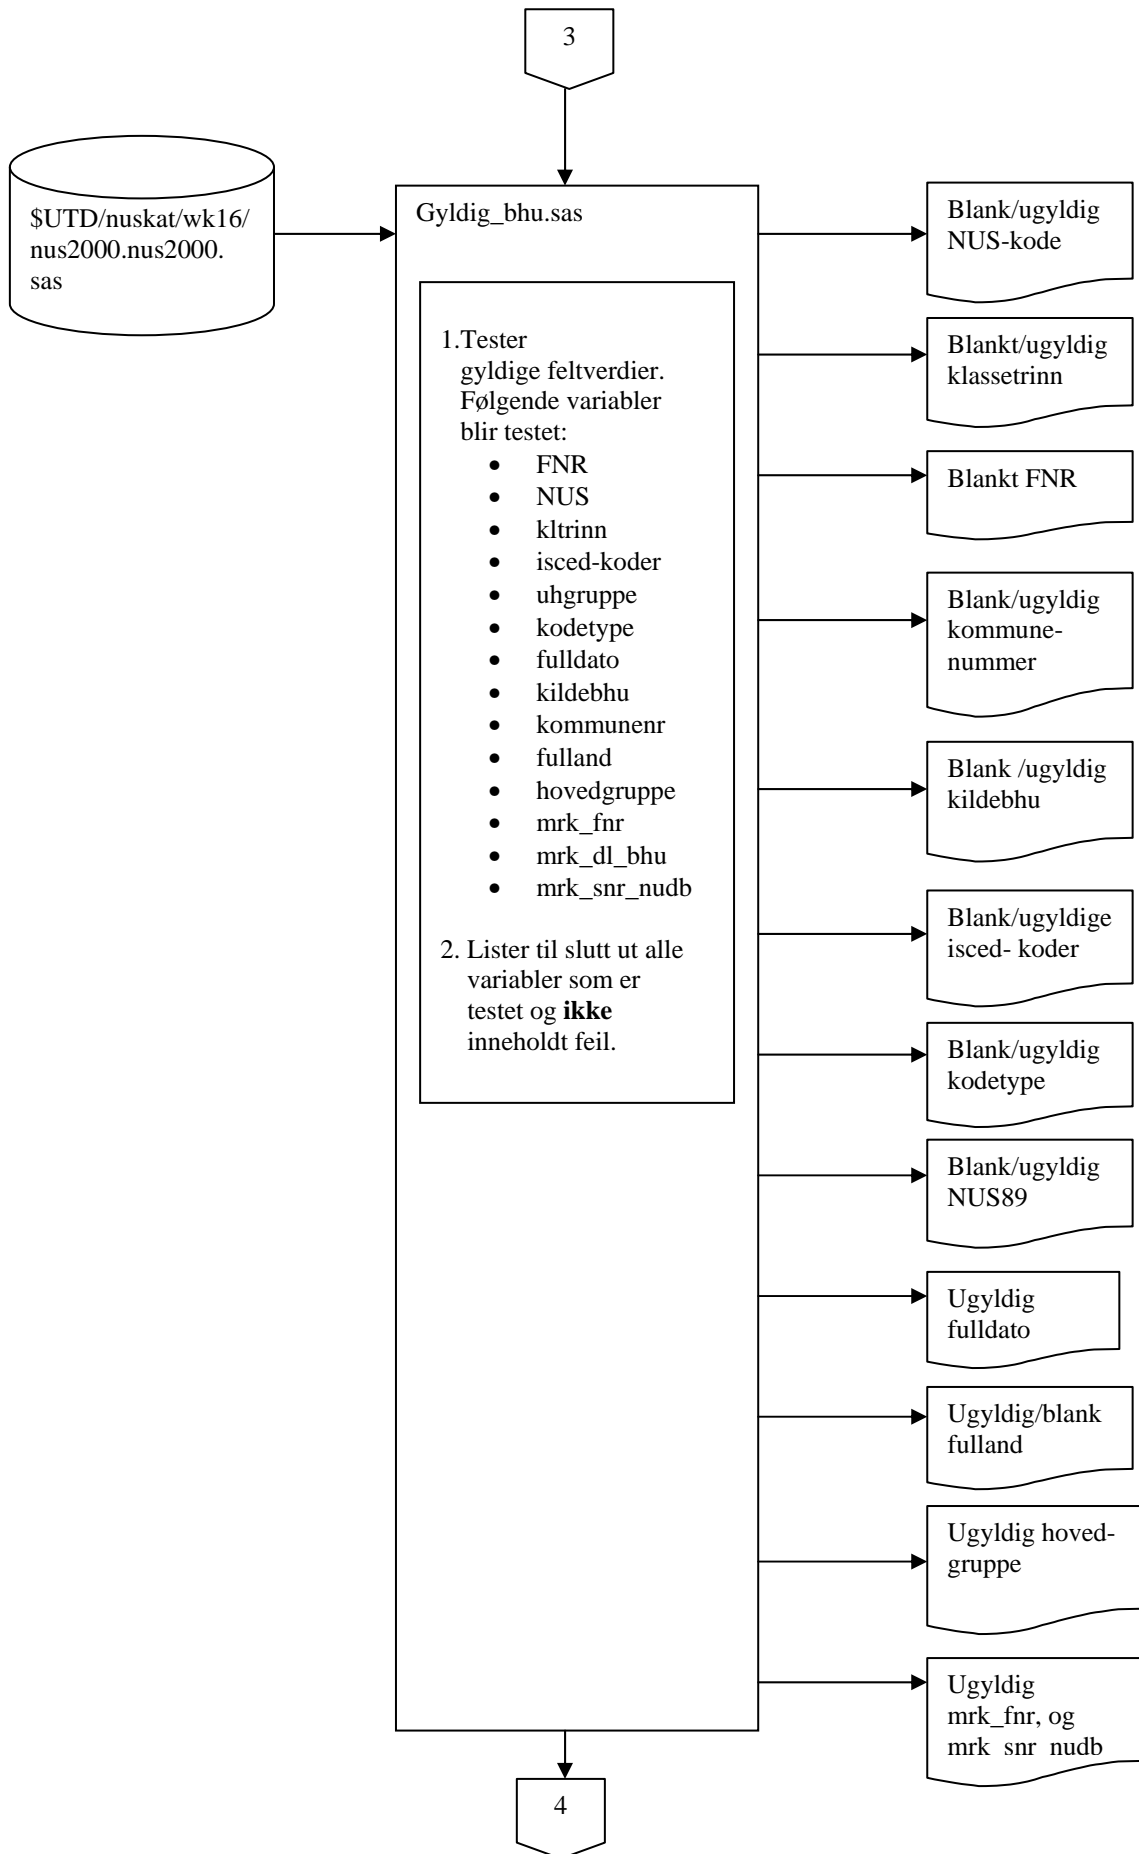 3
$UTD/nuskat/wk16/
nus2000.nus2000.
sas
Gyldig_bhu.sas
1.Tester
gyldige feltverdier.
Følgende variabler
blir testet:
• FNR
• NUS
• kltrinn
• isced-koder
• uhgruppe
• kodetype
• fulldato
• kildebhu
• kommunenr
• fulland
• hovedgruppe
• mrk_fnr
• mrk_dl_bhu
• mrk_snr_nudb
2. Lister til slutt ut alle
variabler som er
testet og ikke
inneholdt feil.
Blank/ugyldig
NUS-kode
Blankt/ugyldig
klassetrinn
Blankt FNR
Blank/ugyldig
kommune-
nummer
Blank /ugyldig
kildebhu
Blank/ugyldige
isced- koder
Blank/ugyldig
kodetype
Blank/ugyldig
NUS89
Ugyldig
fulldato
Ugyldig/blank
fulland
Ugyldig hoved-
gruppe
Ugyldig
mrk_fnr, og
mrk_snr_nudb
4